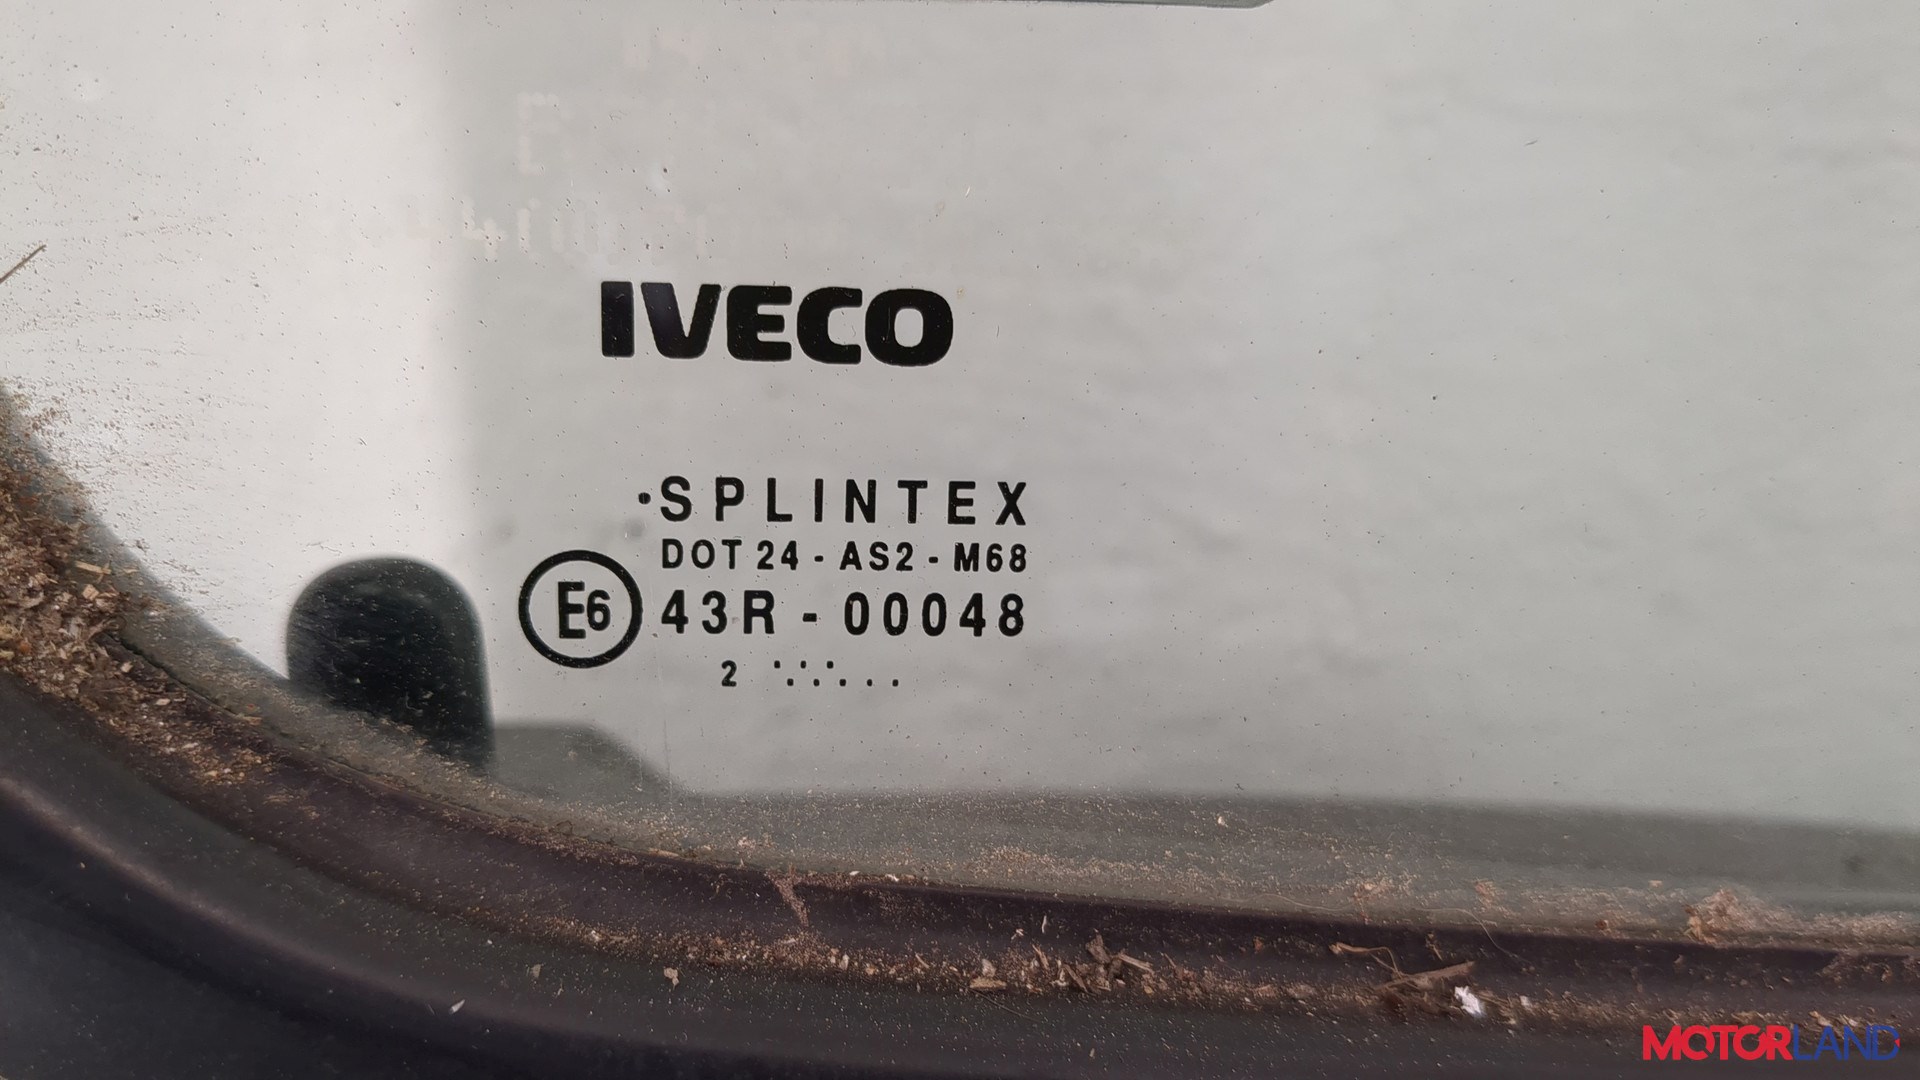 IVECO
·SPLINTEX
DOT 24 - AS2 - M68
E6 43R - 00048
2 ..:.:...
MOTORLAND